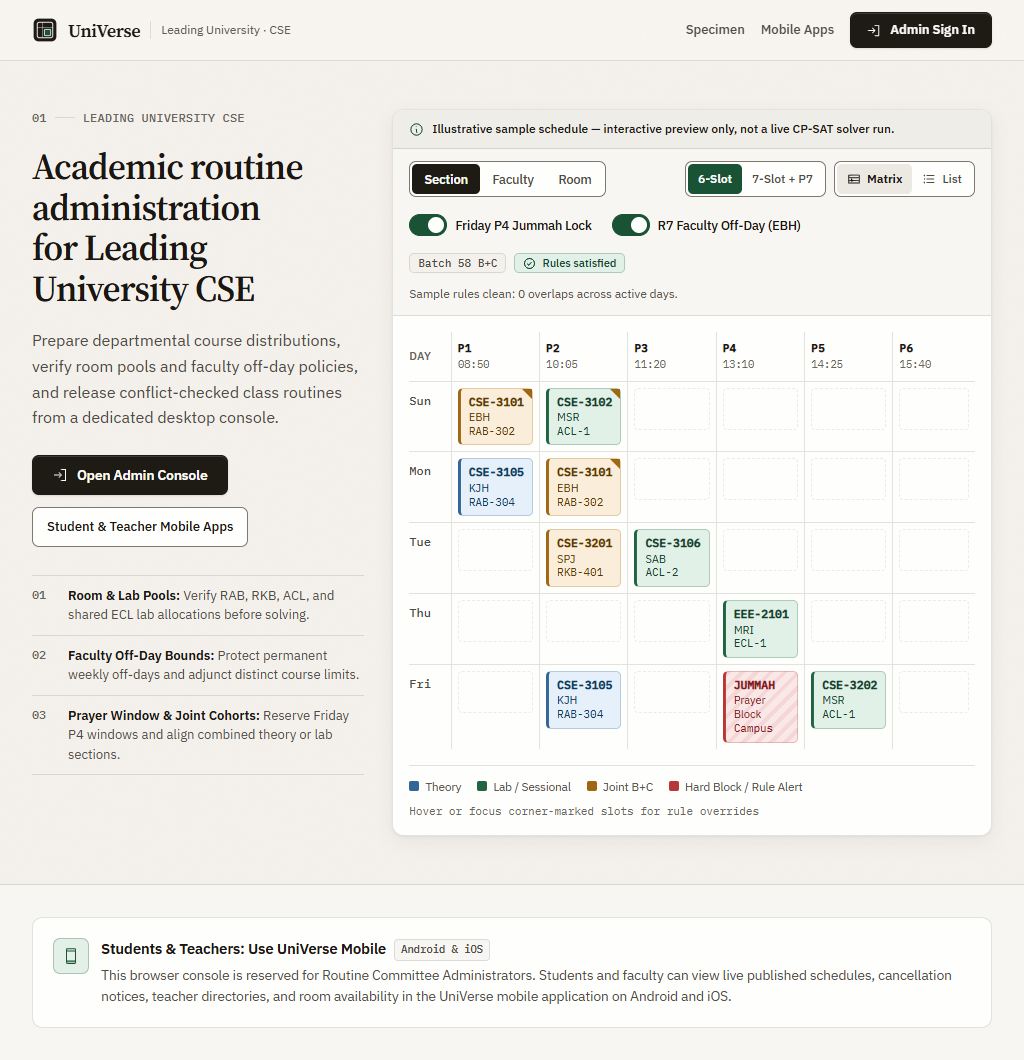 UniVerse
Leading University · CSE
Specimen
Mobile Apps
Admin Sign In
01 — LEADING UNIVERSITY CSE
Academic routine
administration
for Leading
University CSE
Prepare departmental course distributions,
verify room pools and faculty off-day policies,
and release conflict-checked class routines
from a dedicated desktop console.
Open Admin Console
Student & Teacher Mobile Apps
01 Room & Lab Pools: Verify RAB, RKB, ACL, and
shared ECL lab allocations before solving.
02 Faculty Off-Day Bounds: Protect permanent
weekly off-days and adjunct distinct course limits.
03 Prayer Window & Joint Cohorts: Reserve Friday
P4 windows and align combined theory or lab
sections.
Illustrative sample schedule — interactive preview only, not a live CP-SAT solver run.
Section Faculty Room
6-Slot 7-Slot + P7
Matrix List
Friday P4 Jummah Lock
R7 Faculty Off-Day (EBH)
Batch 58 B+C
Rules satisfied
Sample rules clean: 0 overlaps across active days.
DAY
P1
08:50
P2
10:05
P3
11:20
P4
13:10
P5
14:25
P6
15:40
Sun
CSE-3101
EBH
RAB-302
CSE-3102
MSR
ACL-1
Mon
CSE-3105
KJH
RAB-304
CSE-3101
EBH
RAB-302
Tue
CSE-3201
SPJ
RKB-401
CSE-3106
SAB
ACL-2
Thu
EEE-2101
MRI
ECL-1
Fri
CSE-3105
KJH
RAB-304
JUMMAH
Prayer
Block
Campus
CSE-3202
MSR
ACL-1
Theory
Lab / Sessional
Joint B+C
Hard Block / Rule Alert
Hover or focus corner-marked slots for rule overrides
Students & Teachers: Use UniVerse Mobile
Android & iOS
This browser console is reserved for Routine Committee Administrators. Students and faculty can view live published schedules, cancellation
notices, teacher directories, and room availability in the UniVerse mobile application on Android and iOS.